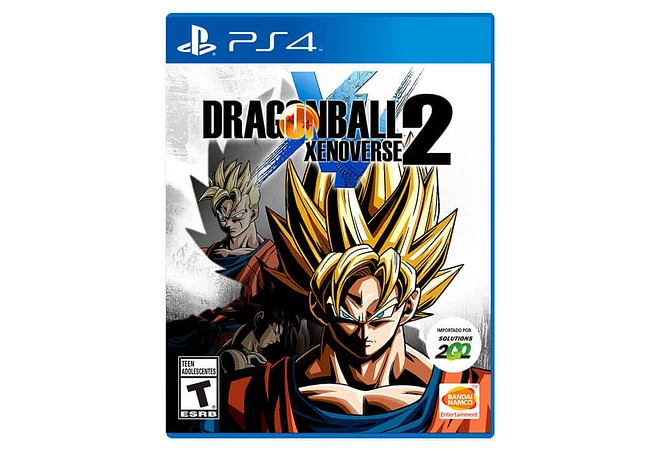 PS4
DRAGONBALL
XENOVERSE 2
IMPORTADO POR
SOLUTIONS
2GO
TEEN
ADOLESCENTES
T
ESRB
BANDAI
NAMCO
Entertainment